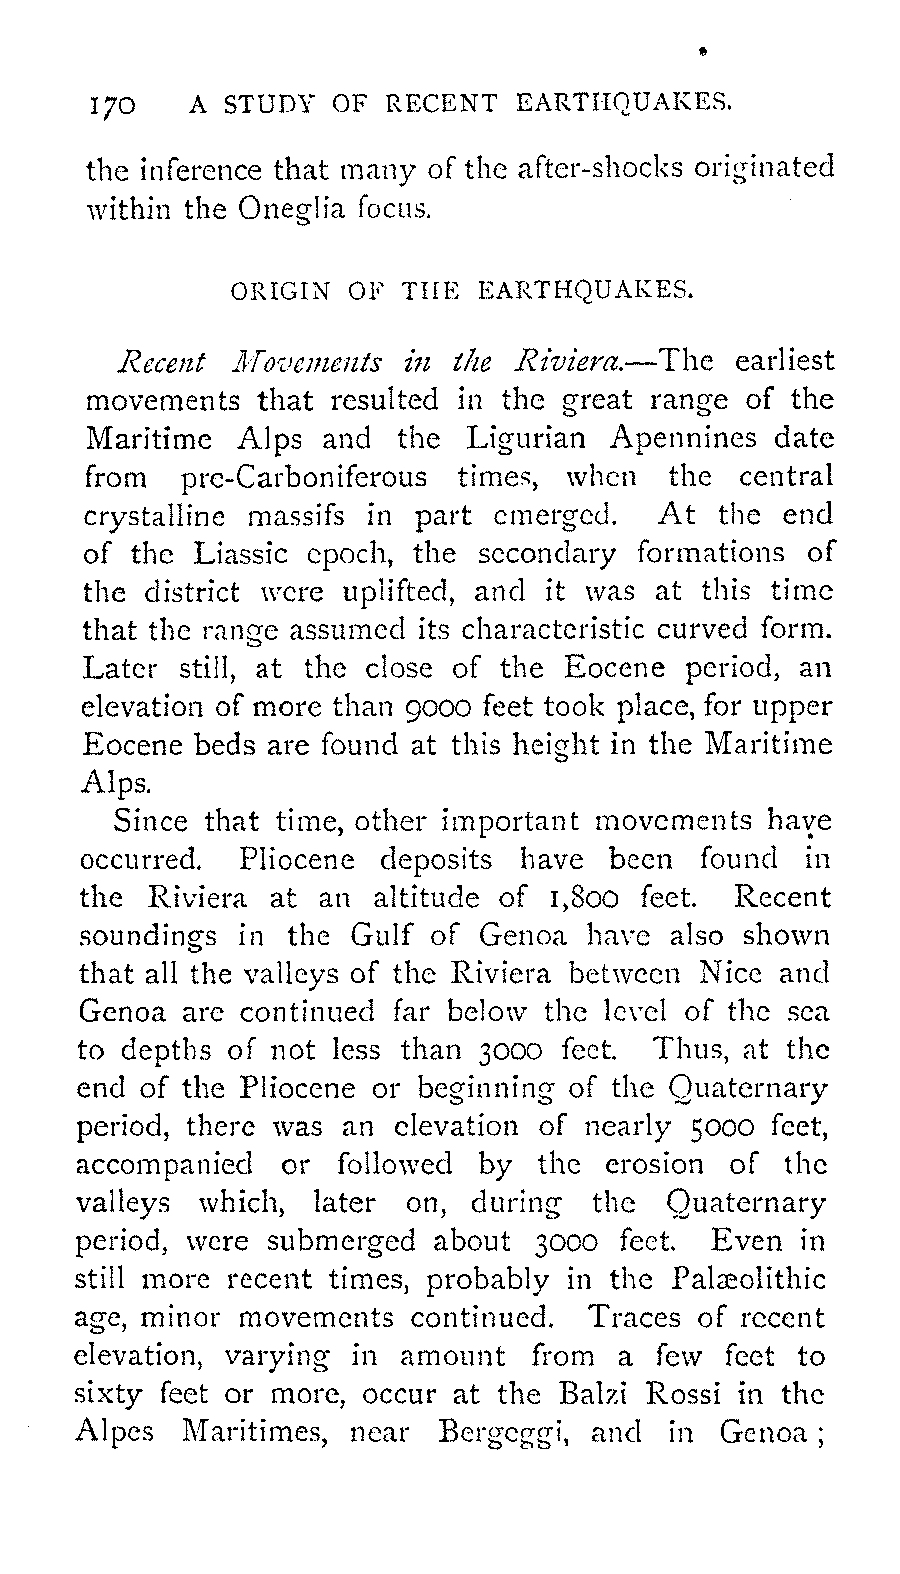 170 A STUDY OF RECENT EARTHQUAKES.
the inference that many of the after-shocks originated
within the Oneglia focus.
ORIGIN OF THE EARTHQUAKES.
Recent Movements in the Riviera.—The earliest
movements that resulted in the great range of the
Maritime Alps and the Ligurian Apennines date
from pre-Carboniferous times, when the central
crystalline massifs in part emerged. At the end
of the Liassic epoch, the secondary formations of
the district were uplifted, and it was at this time
that the range assumed its characteristic curved form.
Later still, at the close of the Eocene period, an
elevation of more than 9000 feet took place, for upper
Eocene beds are found at this height in the Maritime
Alps.
Since that time, other important movements have
occurred. Pliocene deposits have been found in
the Riviera at an altitude of 1,800 feet. Recent
soundings in the Gulf of Genoa have also shown
that all the valleys of the Riviera between Nice and
Genoa are continued far below the level of the sea
to depths of not less than 3000 feet. Thus, at the
end of the Pliocene or beginning of the Quaternary
period, there was an elevation of nearly 5000 feet,
accompanied or followed by the erosion of the
valleys which, later on, during the Quaternary
period, were submerged about 3000 feet. Even in
still more recent times, probably in the Palæolithic
age, minor movements continued. Traces of recent
elevation, varying in amount from a few feet to
sixty feet or more, occur at the Balzi Rossi in the
Alpes Maritimes, near Bergeggi, and in Genoa ;